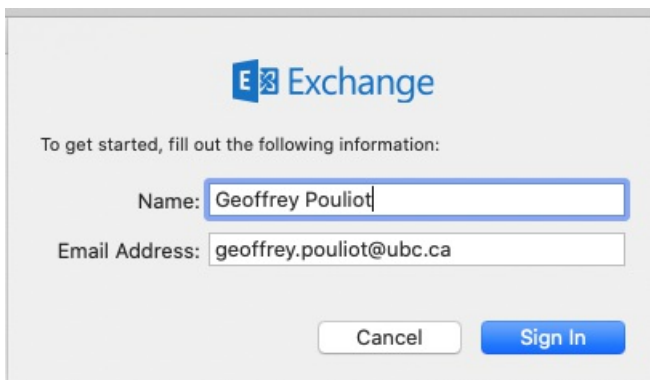 E Exchange
To get started, fill out the following information:
Name: Geoffrey Pouliot
Email Address: geoffrey.pouliot@ubc.ca
Cancel Sign In